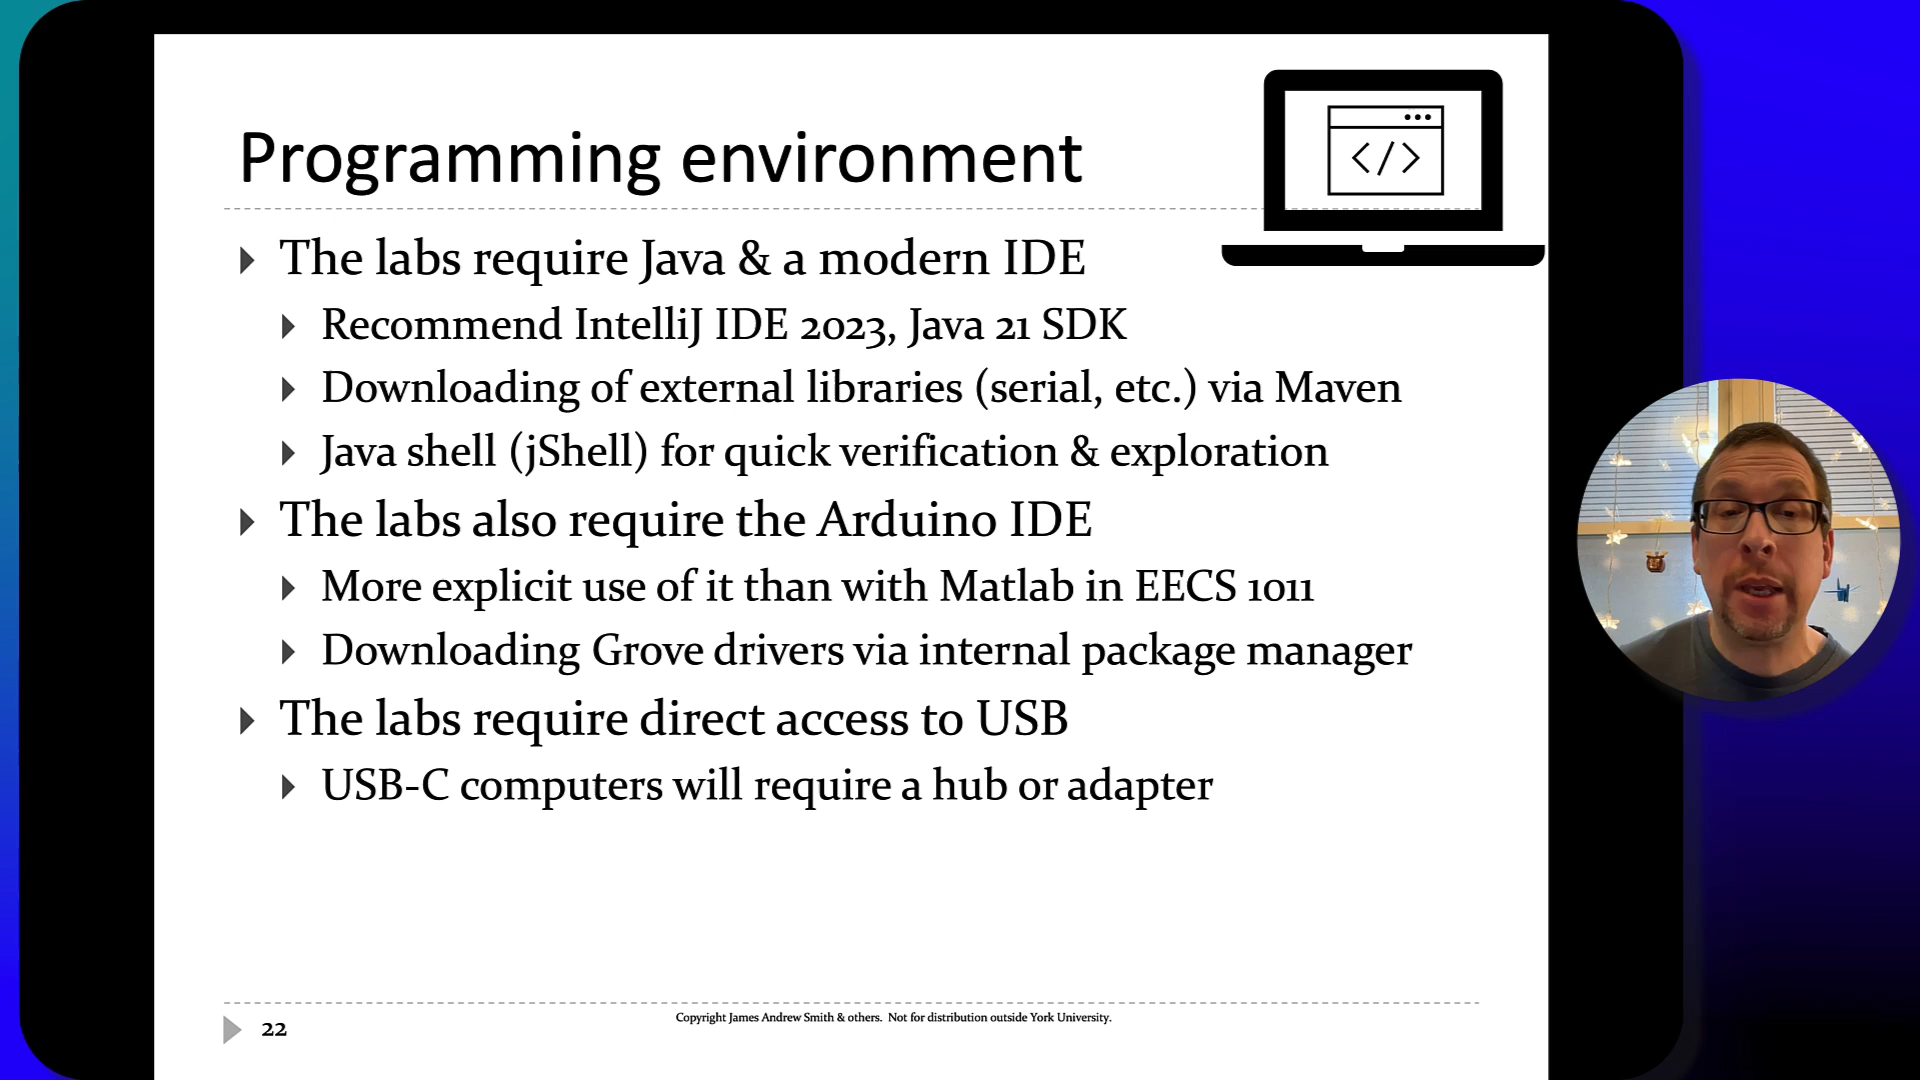 Programming environment
The labs require Java & a modern IDE
Recommend IntelliJ IDE 2023, Java 21 SDK
Downloading of external libraries (serial, etc.) via Maven
Java shell (jShell) for quick verification & exploration
The labs also require the Arduino IDE
More explicit use of it than with Matlab in EECS 1011
Downloading Grove drivers via internal package manager
The labs require direct access to USB
USB-C computers will require a hub or adapter
22
Copyright James Andrew Smith & others. Not for distribution outside York University.